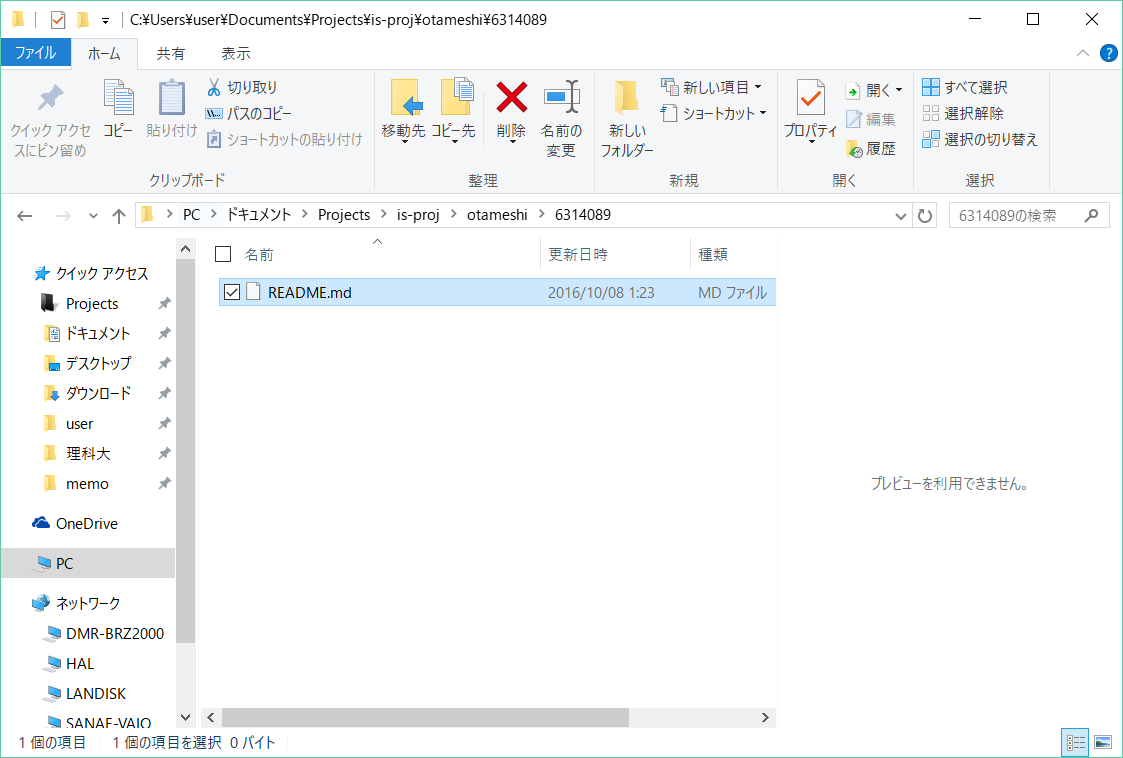 C:¥Users¥user¥Documents¥Projects¥is-proj¥otameshi¥6314089
ファイル ホーム 共有 表示
クイック アクセスにピン留め
コピー
貼り付け
切り取り
パスのコピー
ショートカットの貼り付け
クリップボード
移動先
コピー先
削除
名前の変更
整理
新しいフォルダー
新しい項目
ショートカット
新規
プロパティ
開く
編集
履歴
開く
すべて選択
選択解除
選択の切り替え
選択
PC ドキュメント Projects is-proj otameshi 6314089
6314089の検索
クイック アクセス
Projects
ドキュメント
デスクトップ
ダウンロード
user
理科大
memo
OneDrive
PC
ネットワーク
DMR-BRZ2000
HAL
LANDISK
SANAE-VAIO
名前 更新日時 種類
README.md 2016/10/08 1:23 MD ファイル
プレビューを利用できません。
1 個の項目 1 個の項目を選択 0 バイト